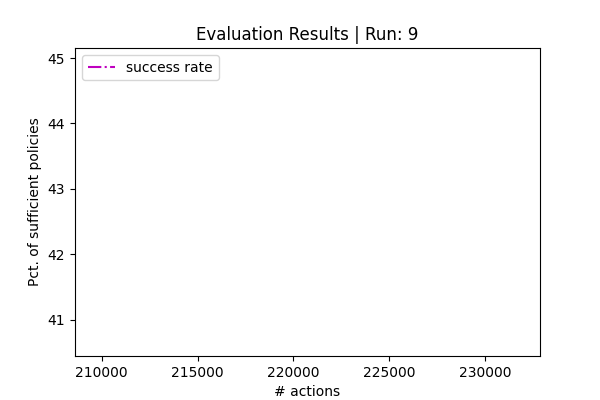 Evaluation Results | Run: 9
success rate
Pct. of sufficient policies
45
44
43
42
41
210000 215000 220000 225000 230000
# actions